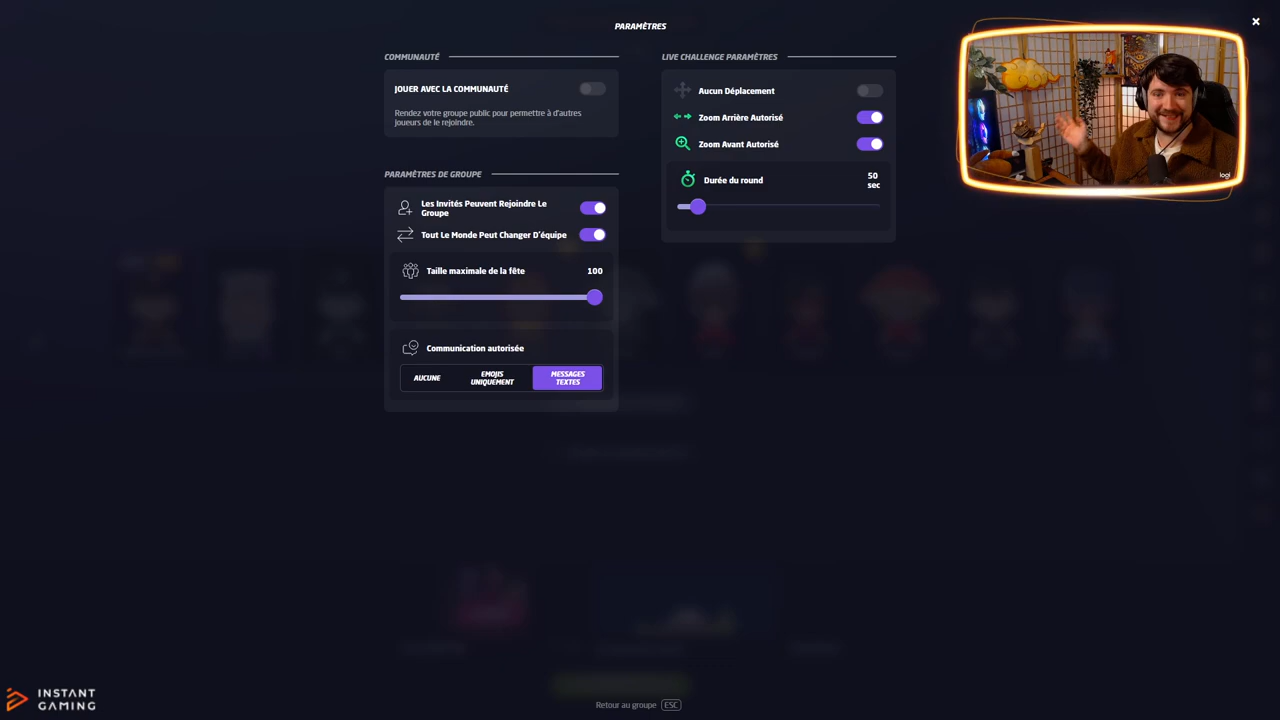 PARAMÈTRES
COMMUNAUTÉ
JOUER AVEC LA COMMUNAUTÉ
Rendez votre groupe public pour permettre à d'autres
joueurs de le rejoindre.
PARAMÈTRES DE GROUPE
Les Invités Peuvent Rejoindre Le
Groupe
Tout Le Monde Peut Changer D'équipe
Taille maximale de la fête 100
Communication autorisée
AUCUNE
EMOJIS
UNIQUEMENT
MESSAGES
TEXTES
LIVE CHALLENGE PARAMÈTRES
Aucun Déplacement
Zoom Arrière Autorisé
Zoom Avant Autorisé
Durée du round
50
sec
logi
INSTANT
GAMING
Retour au groupe ESC